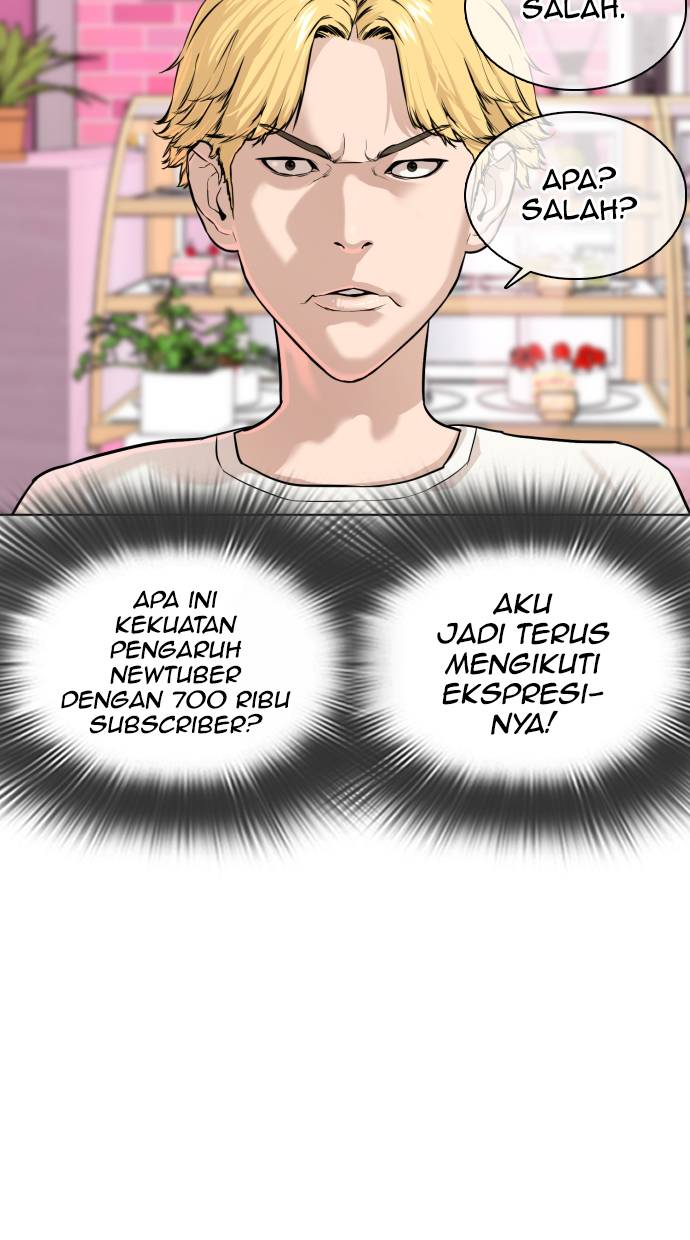 SALAH.
APA?
SALAH?
APA INI
KEKUATAN
PENGARUH
NEWTUBER
DENGAN 700 RIBU
SUBSCRIBER?
AKU
JADI TERUS
MENGIKUTI
EKSPRESI-
NYA!